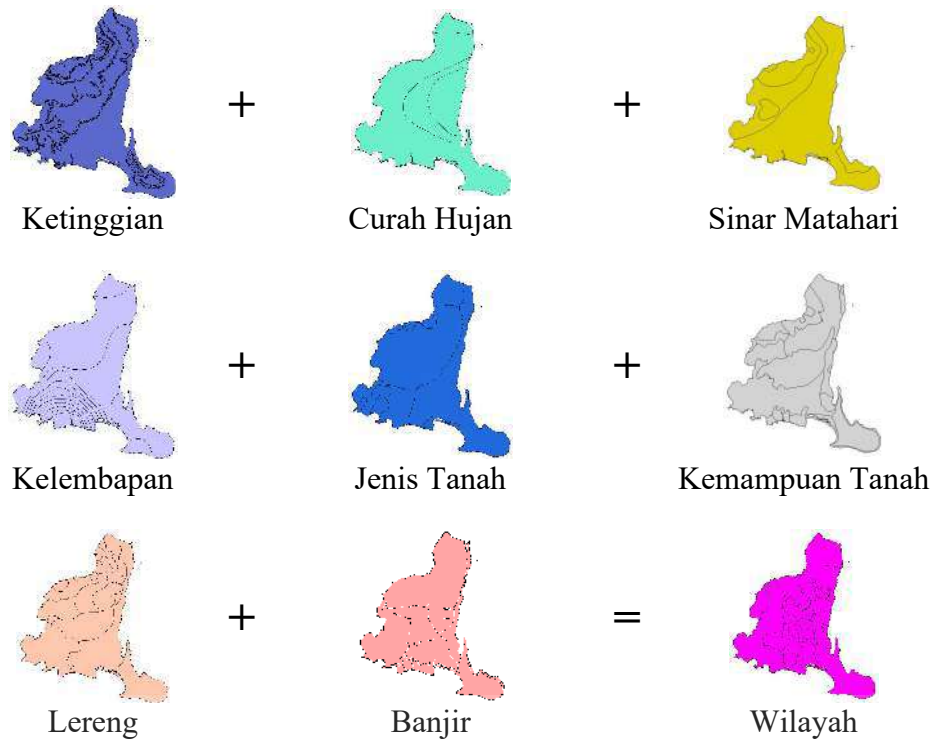 + +
Ketinggian Curah Hujan Sinar Matahari
+ +
Kelembapan Jenis Tanah Kemampuan Tanah
+ =
Lereng Banjir Wilayah